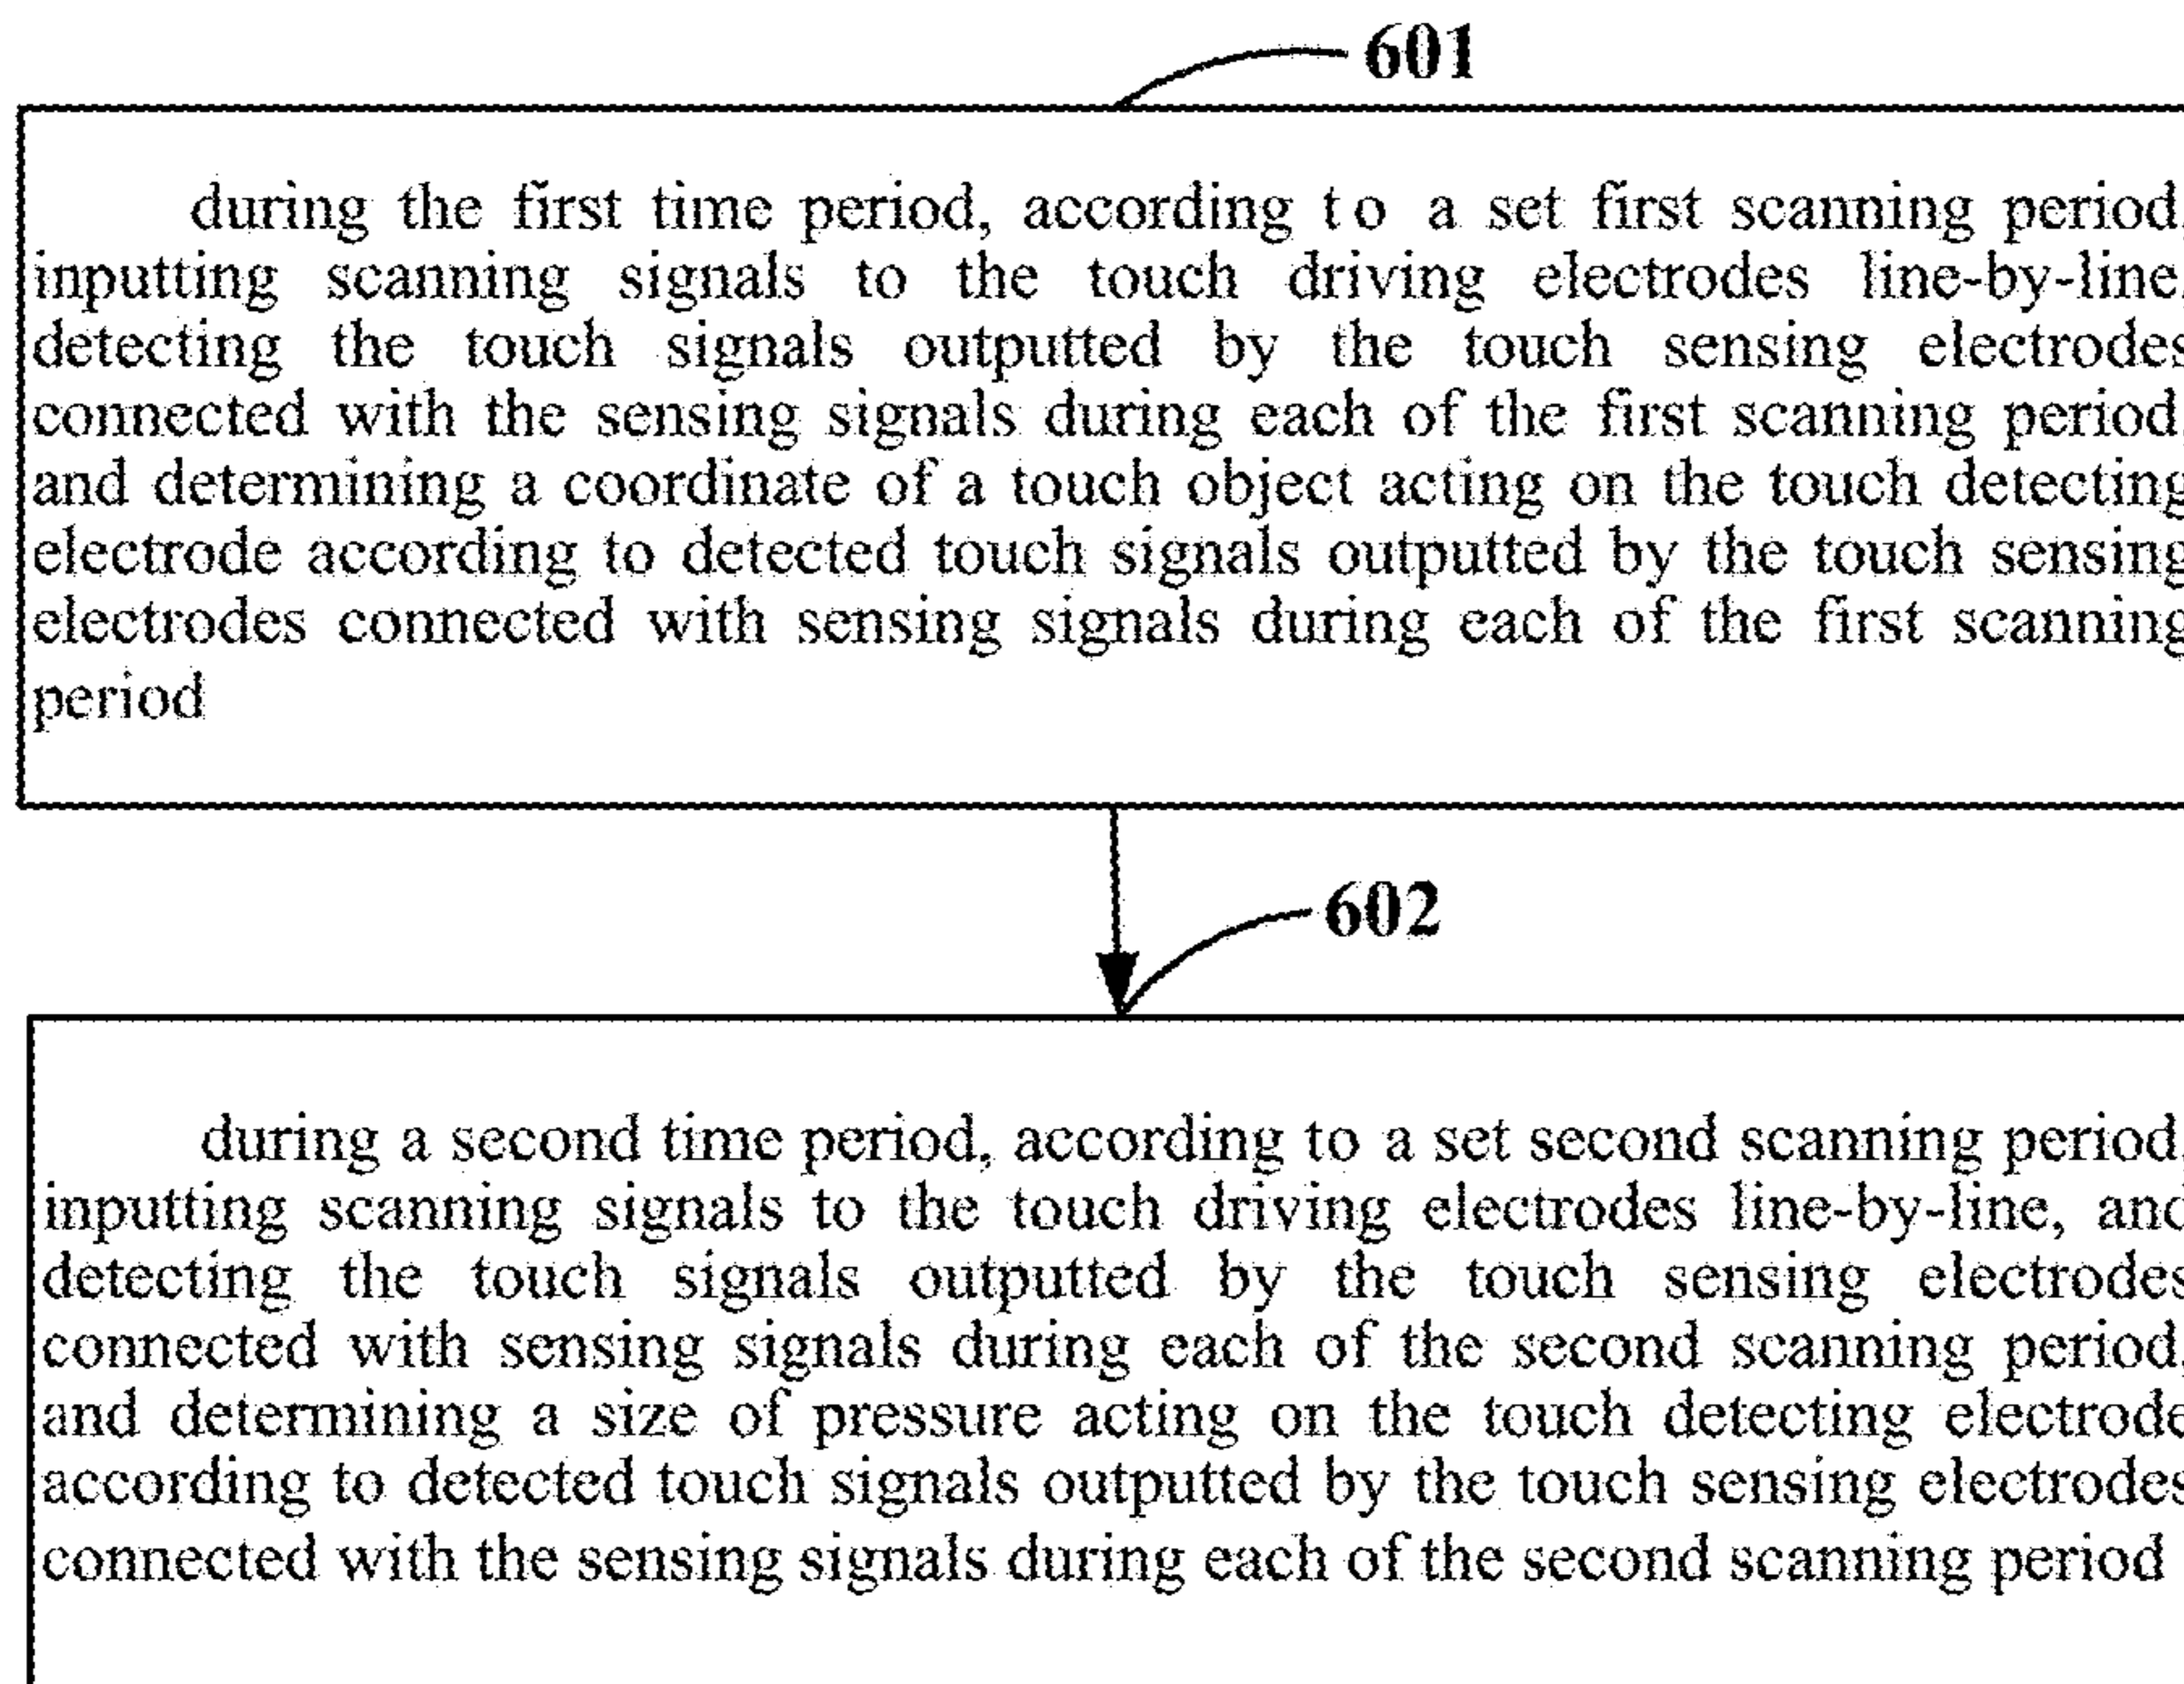 601
during the first time period, according to a set first scanning period,
inputting scanning signals to the touch driving electrodes line-by-line,
detecting the touch signals outputted by the touch sensing electrodes
connected with the sensing signals during each of the first scanning period,
and determining a coordinate of a touch object acting on the touch detecting
electrode according to detected touch signals outputted by the touch sensing
electrodes connected with sensing signals during each of the first scanning
period
602
during a second time period, according to a set second scanning period,
inputting scanning signals to the touch driving electrodes line-by-line, and
detecting the touch signals outputted by the touch sensing electrodes
connected with sensing signals during each of the second scanning period,
and determining a size of pressure acting on the touch detecting electrode
according to detected touch signals outputted by the touch sensing electrodes
connected with the sensing signals during each of the second scanning period